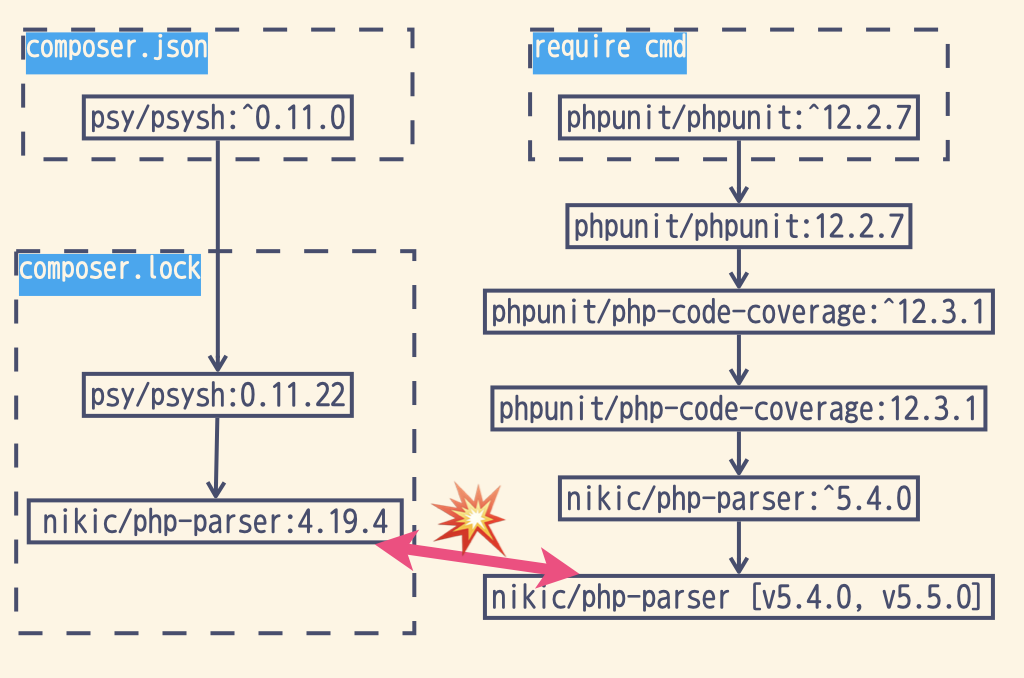 composer.json
psy/psysh:^0.11.0
composer.lock
psy/psysh:0.11.22
nikic/php-parser:4.19.4
require cmd
phpunit/phpunit:^12.2.7
phpunit/phpunit:12.2.7
phpunit/php-code-coverage:^12.3.1
phpunit/php-code-coverage:12.3.1
nikic/php-parser:^5.4.0
nikic/php-parser [v5.4.0, v5.5.0]